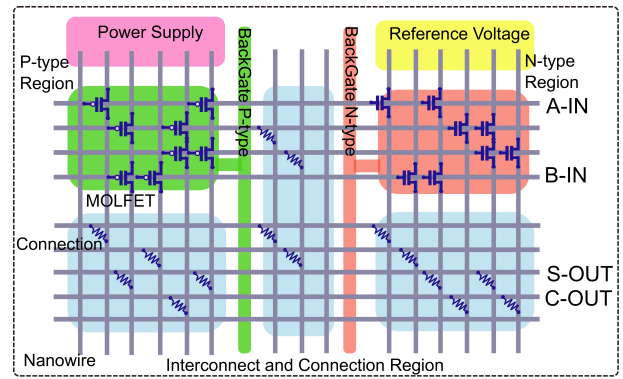 Power Supply
Reference Voltage
P-type
Region
BackGate P-type
BackGate N-type
N-type
Region
A-IN
B-IN
MOLFET
Connection
S-OUT
C-OUT
Nanowire
Interconnect and Connection Region